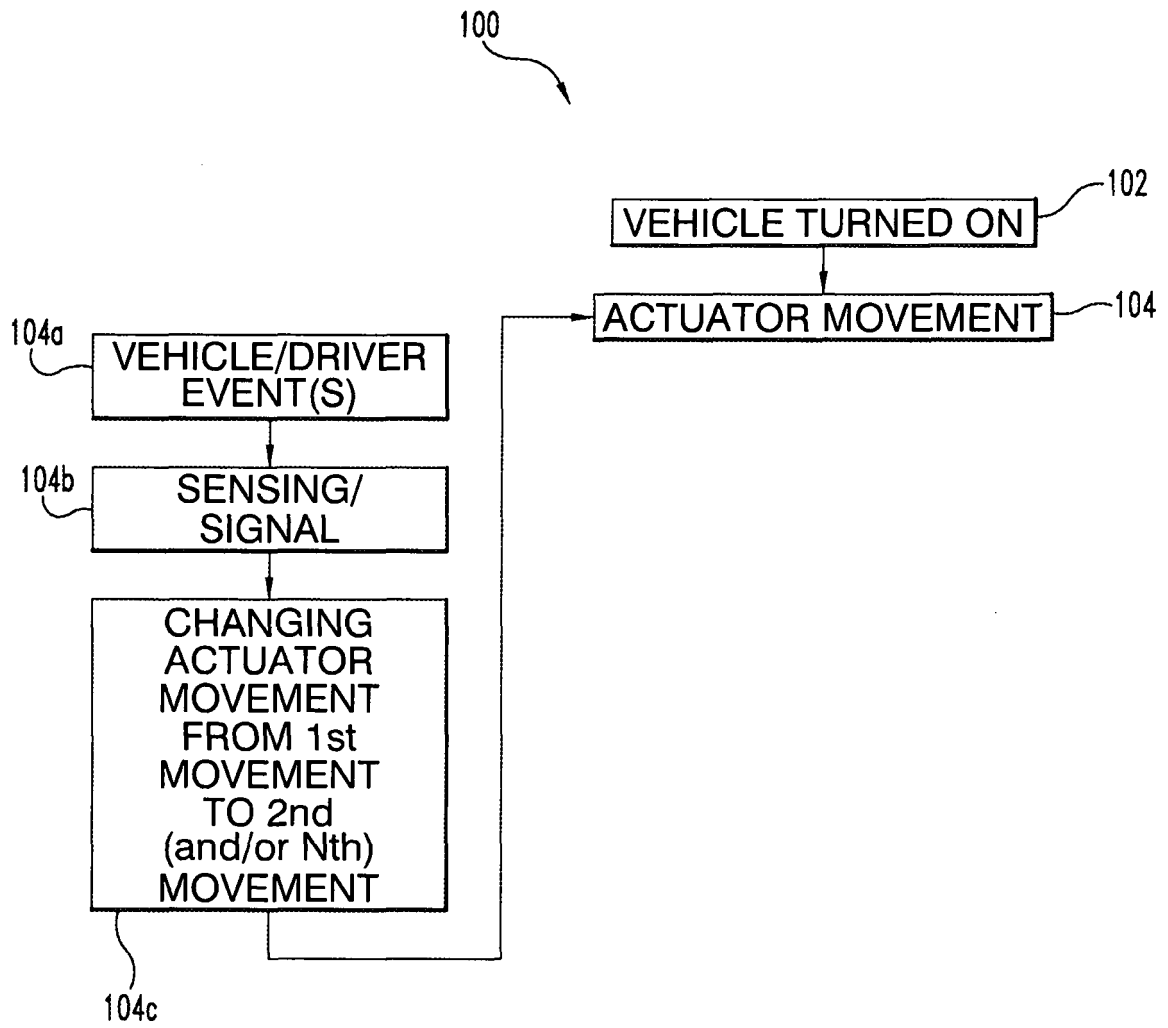 100
102
VEHICLE TURNED ON
ACTUATOR MOVEMENT
104
104a
VEHICLE/DRIVER
EVENT(S)
104b
SENSING/
SIGNAL
CHANGING
ACTUATOR
MOVEMENT
FROM 1st
MOVEMENT
TO 2nd
(and/or Nth)
MOVEMENT
104c